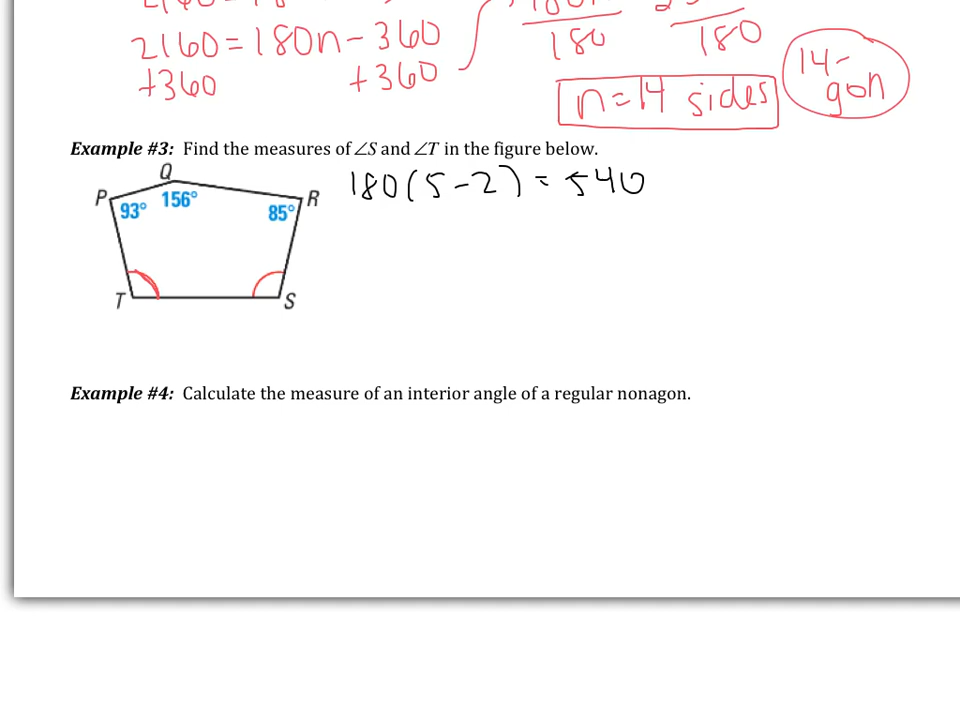 2160 = 180n - 360
+360 +360
180 180
n = 14 sides
14-
gon
Example #3: Find the measures of ∠S and ∠T in the figure below.
Q
P R
93° 156° 85°
180(5-2) = 540
T S
Example #4: Calculate the measure of an interior angle of a regular nonagon.